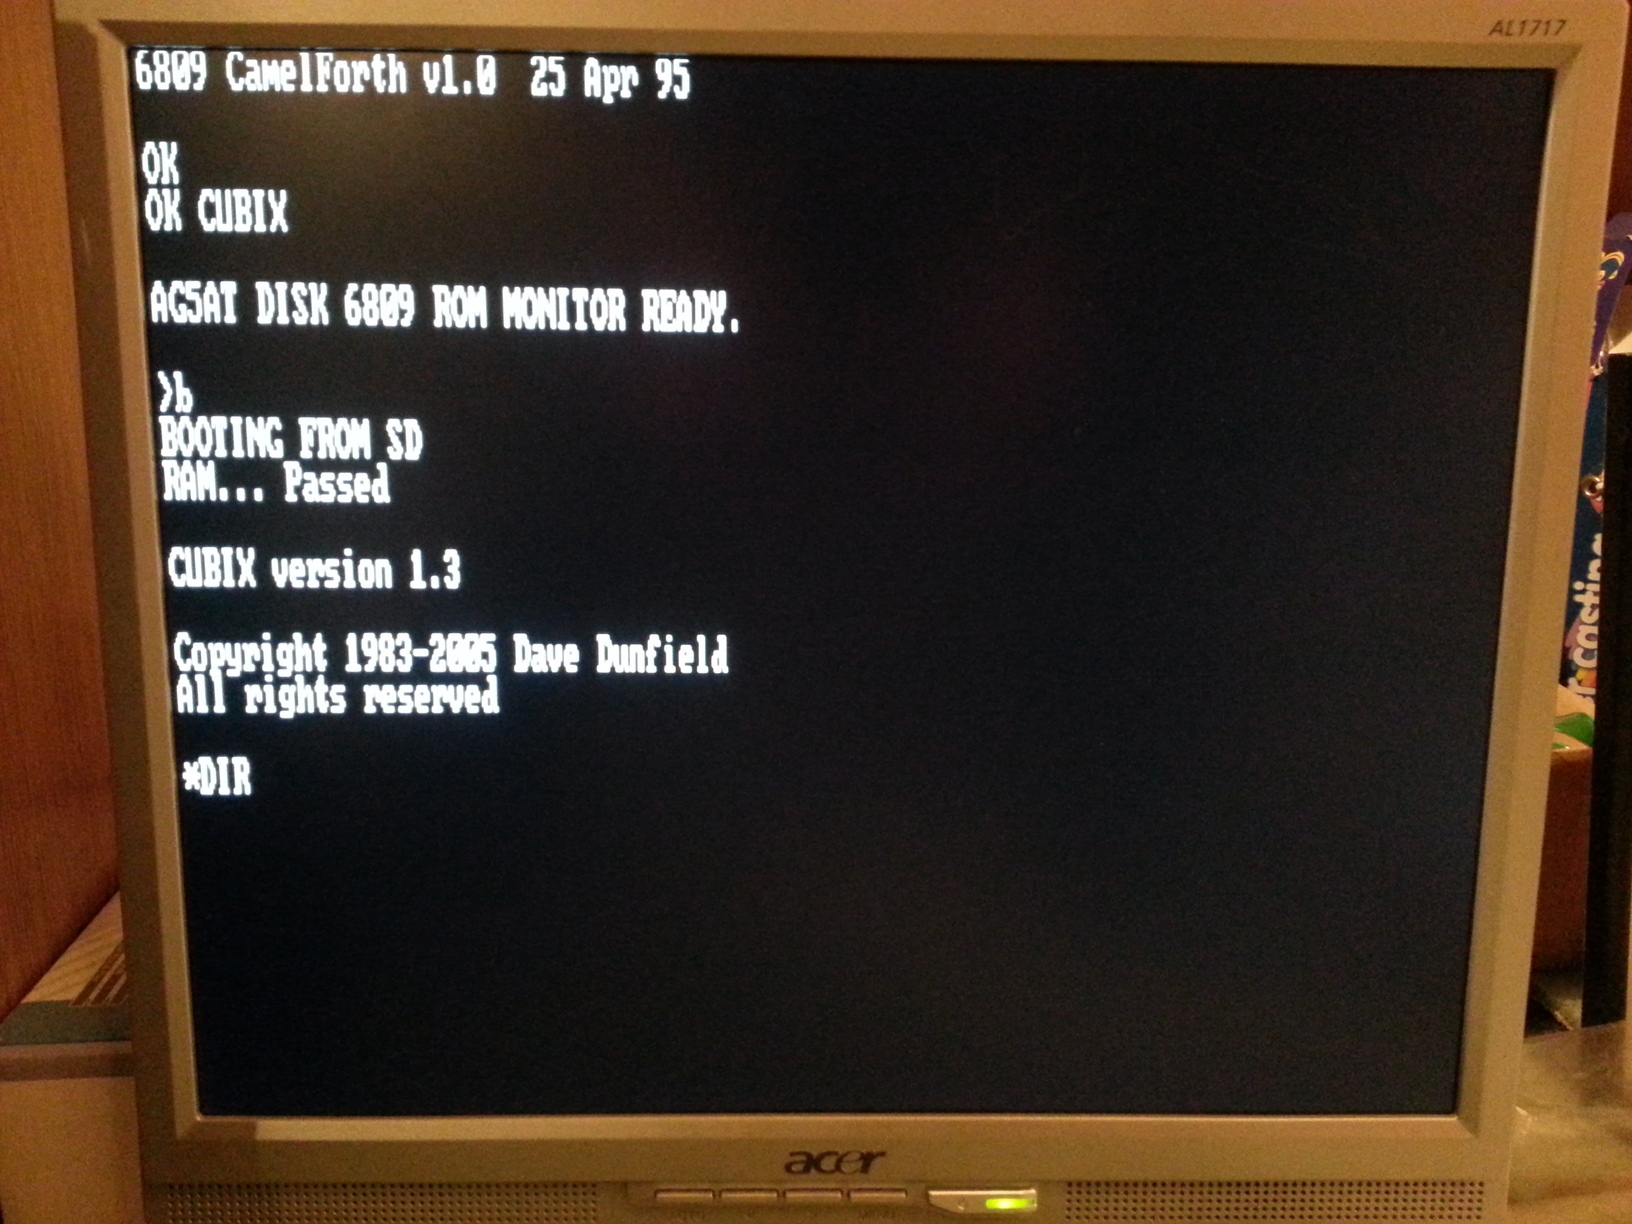 AL1717
6809 CamelForth v1.0  25 Apr 95
OK
OK CUBIX
AG5AT DISK 6809 ROM MONITOR READY.
>b
BOOTING FROM SD
RAM... Passed
CUBIX version 1.3
Copyright 1983-2005 Dave Dunfield
All rights reserved
*DIR
casting
acer